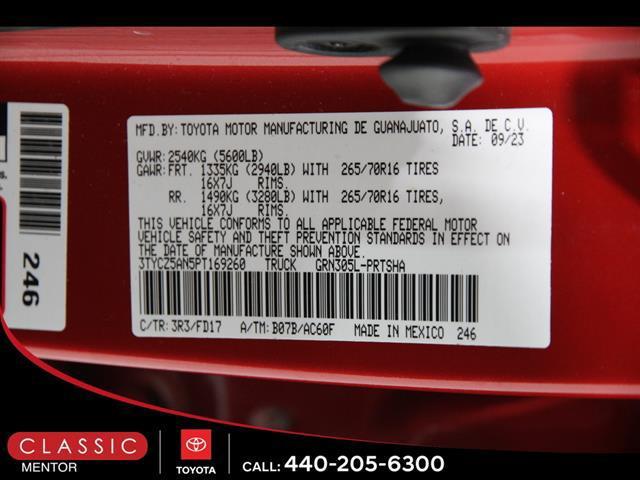 MFD.BY: TOYOTA MOTOR MANUFACTURING DE GUANAJUATO, S.A. DE C.V.
DATE: 09/23
GVWR: 2540KG (5600LB)
GAWR: FRT. 1335KG (2940LB) WITH 265/70R16 TIRES
16X7J RIMS.
RR. 1490KG (3280LB) WITH 265/70R16 TIRES,
16X7J RIMS.
THIS VEHICLE CONFORMS TO ALL APPLICABLE FEDERAL MOTOR
VEHICLE SAFETY AND THEFT PREVENTION STANDARDS IN EFFECT ON
THE DATE OF MANUFACTURE SHOWN ABOVE.
3TYCZ5AN5PT169260 TRUCK GRN305L-PRTSHA
C/TR: 3R3/FD17 A/TM: B07B/AC60F MADE IN MEXICO 246
246
CLASSIC
MENTOR
TOYOTA
CALL: 440-205-6300